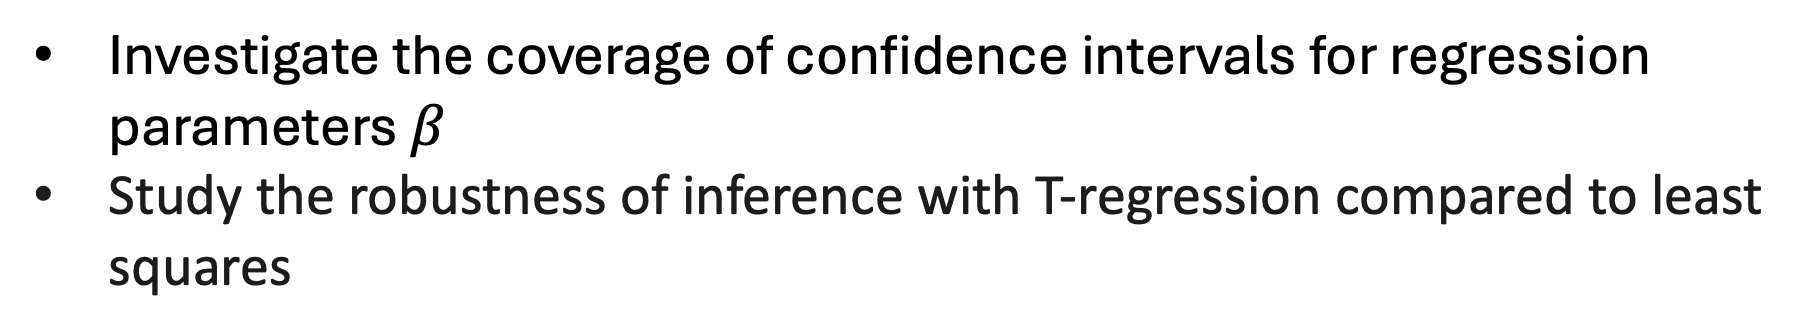 • Investigate the coverage of confidence intervals for regression
parameters β
• Study the robustness of inference with T-regression compared to least
squares